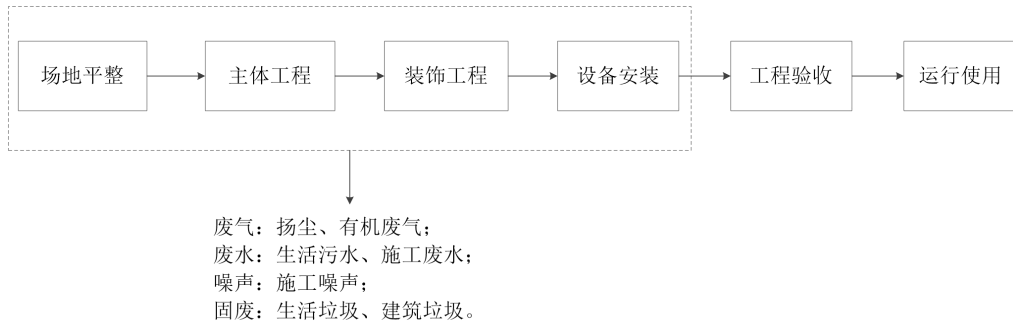 场地平整
主体工程
装饰工程
设备安装
工程验收
运行使用
废气：扬尘、有机废气；
废水：生活污水、施工废水；
噪声：施工噪声；
固废：生活垃圾、建筑垃圾。